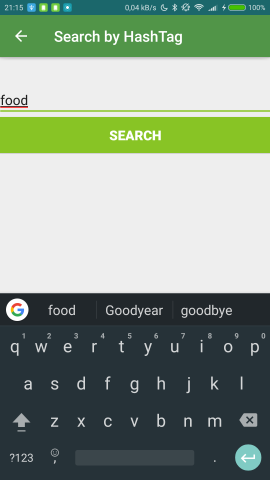 21:15 0,04 kB/s 100%
Search by HashTag
food
SEARCH
G food Goodyear goodbye
1 2 3 4 5 6 7 8 9 0
q w e r t y u i o p
a s d f g h j k l
z x c v b n m
?123 , .